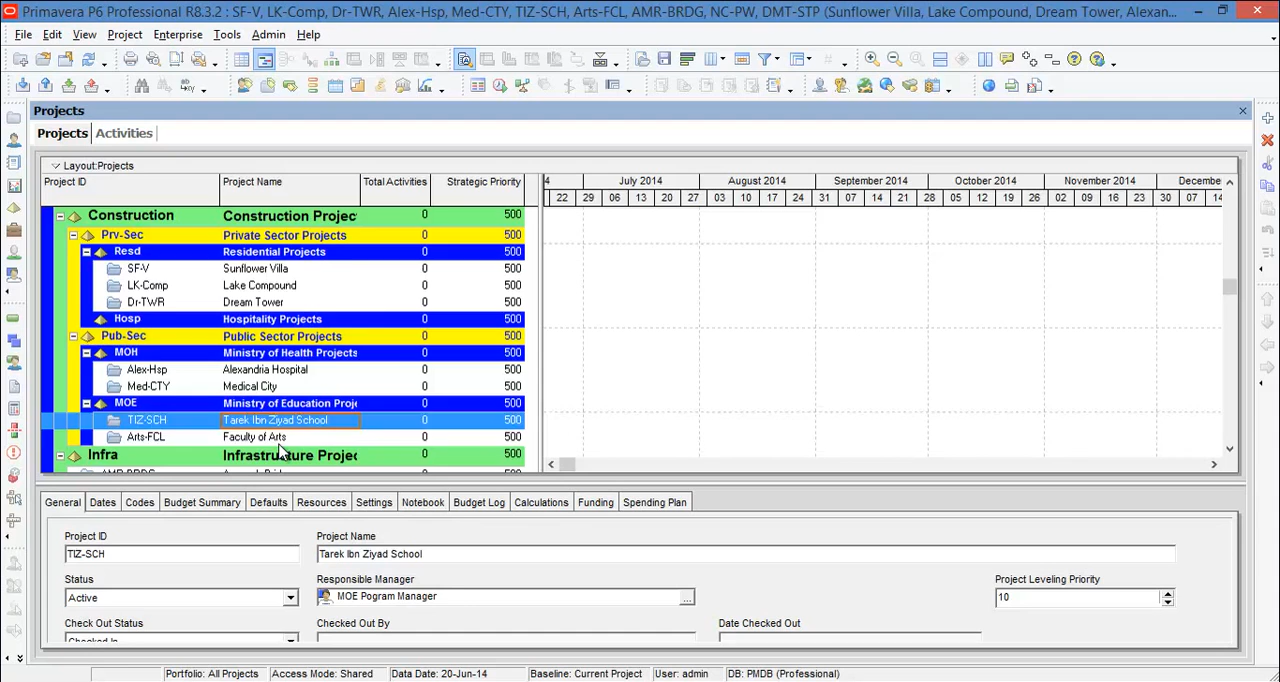 Primavera P6 Professional R8.3.2 : SF-V, LK-Comp, Dr-TWR, Alex-Hsp, Med-CTY, TIZ-SCH, Arts-FCL, AMR-BRDG, NC-PW, DMT-STP (Sunflower Villa, Lake Compound, Dream Tower, Alexan...
File Edit View Project Enterprise Tools Admin Help
Projects
Projects Activities
Layout:Projects
Project ID Project Name Total Activities Strategic Priority
4 July 2014 August 2014 September 2014 October 2014 November 2014 Decembe
22 29 06 13 20 27 03 10 17 24 31 07 14 21 28 05 12 19 26 02 09 16 23 30 07 14
Construction Construction Projec 0 500
Prv-Sec Private Sector Projects 0 500
Resd Residential Projects 0 500
SF-V Sunflower Villa 0 500
LK-Comp Lake Compound 0 500
Dr-TWR Dream Tower 0 500
Hosp Hospitality Projects 0 500
Pub-Sec Public Sector Projects 0 500
MOH Ministry of Health Projects 0 500
Alex-Hsp Alexandria Hospital 0 500
Med-CTY Medical City 0 500
MOE Ministry of Education Proje 0 500
TIZ-SCH Tarek Ibn Ziyad School 0 500
Arts-FCL Faculty of Arts 0 500
Infra Infrastructure Projec 0 500
General Dates Codes Budget Summary Defaults Resources Settings Notebook Budget Log Calculations Funding Spending Plan
Project ID Project Name
TIZ-SCH Tarek Ibn Ziyad School
Status Responsible Manager Project Leveling Priority
Active MOE Pogram Manager ... 10
Check Out Status Checked Out By Date Checked Out
Checked In
Portfolio: All Projects Access Mode: Shared Data Date: 20-Jun-14 Baseline: Current Project User: admin DB: PMDB (Professional)